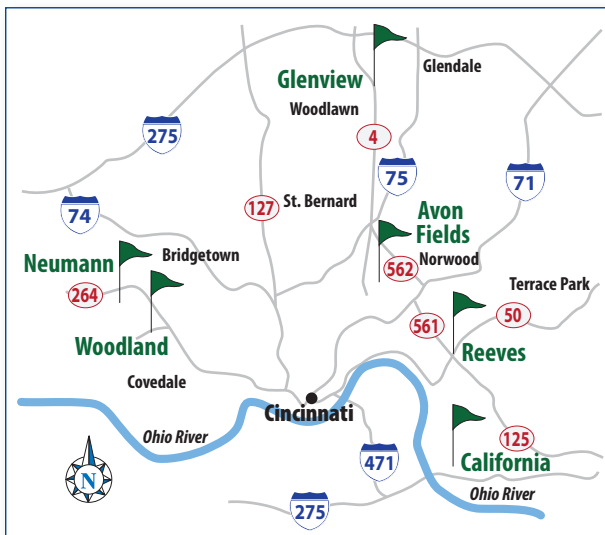 Glendale
Glenview
Woodlawn
275
4
75
71
127
St. Bernard
74
Avon
Fields
Bridgetown
Neumann
562
Norwood
264
Terrace Park
50
561
Woodland
Reeves
Covedale
Cincinnati
Ohio River
125
California
471
N
275
Ohio River